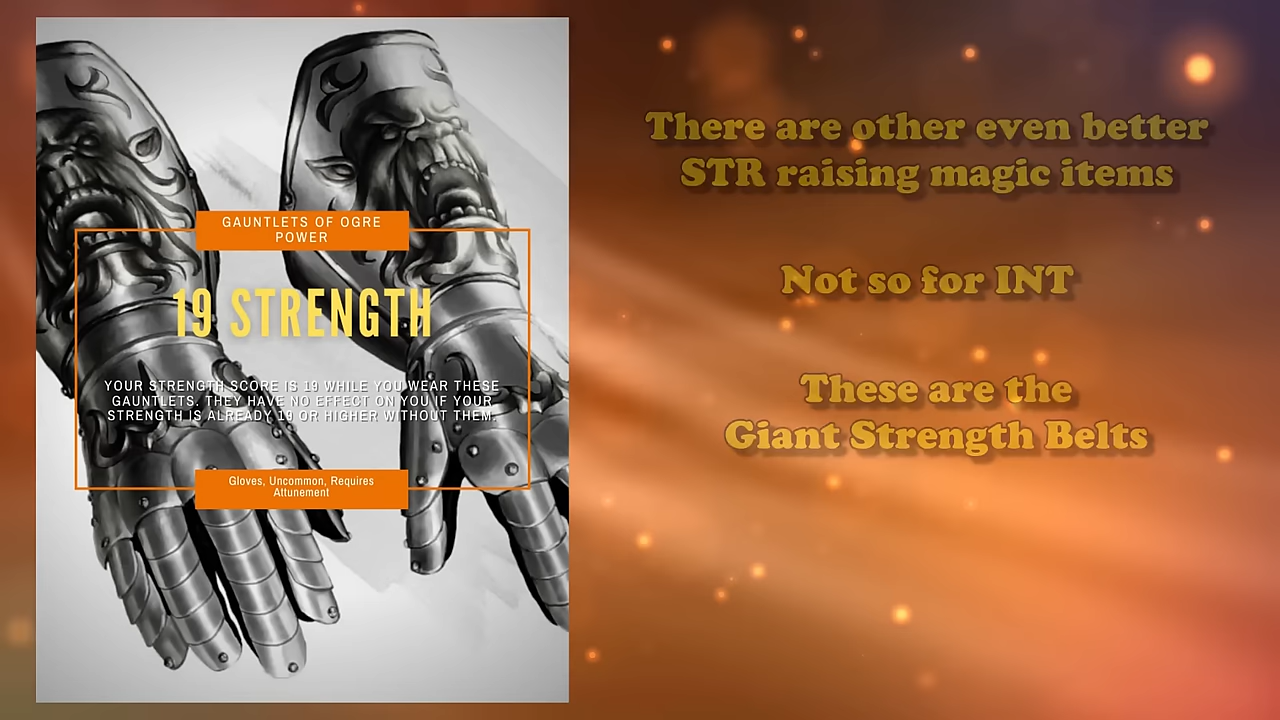 GAUNTLETS OF OGRE
POWER
19 STRENGTH
YOUR STRENGTH SCORE IS 19 WHILE YOU WEAR THESE
GAUNTLETS. THEY HAVE NO EFFECT ON YOU IF YOUR
STRENGTH IS ALREADY 19 OR HIGHER WITHOUT THEM.
Gloves, Uncommon, Requires
Attunement
There are other even better
STR raising magic items
Not so for INT
These are the
Giant Strength Belts